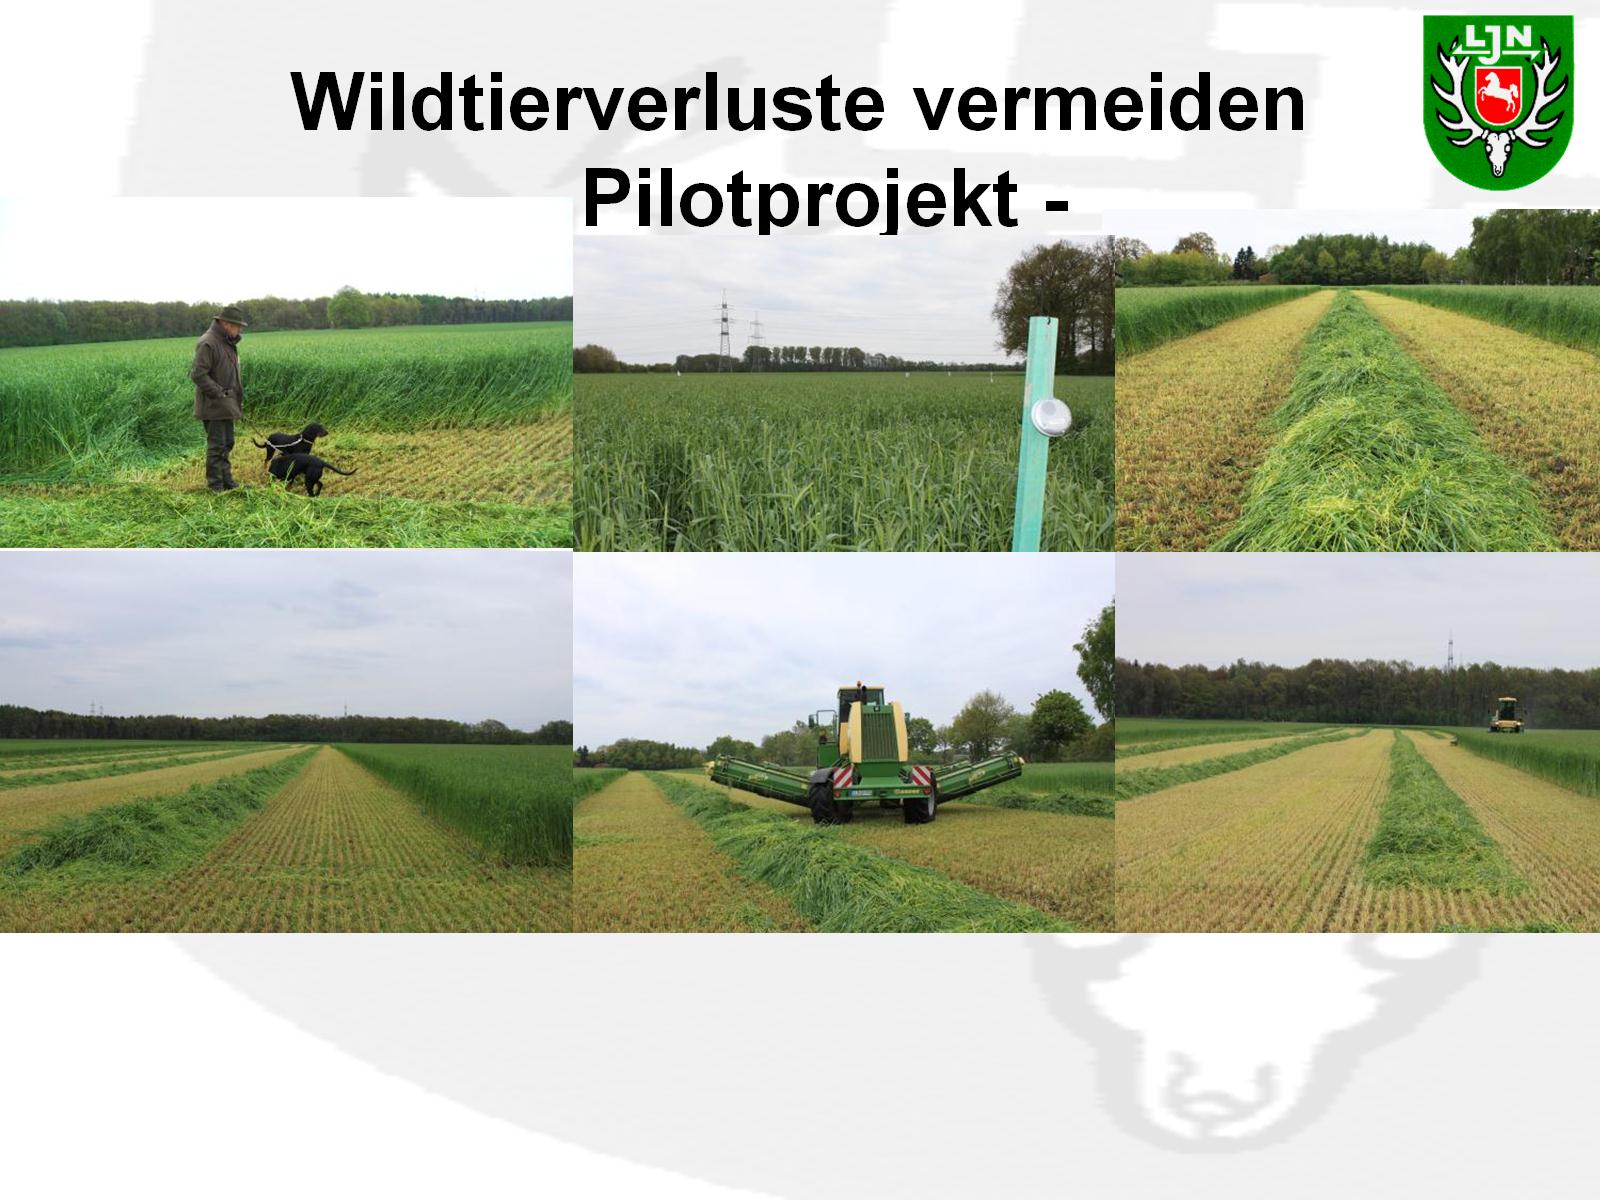 Wildtierverluste vermeiden
Pilotprojekt -
LJN